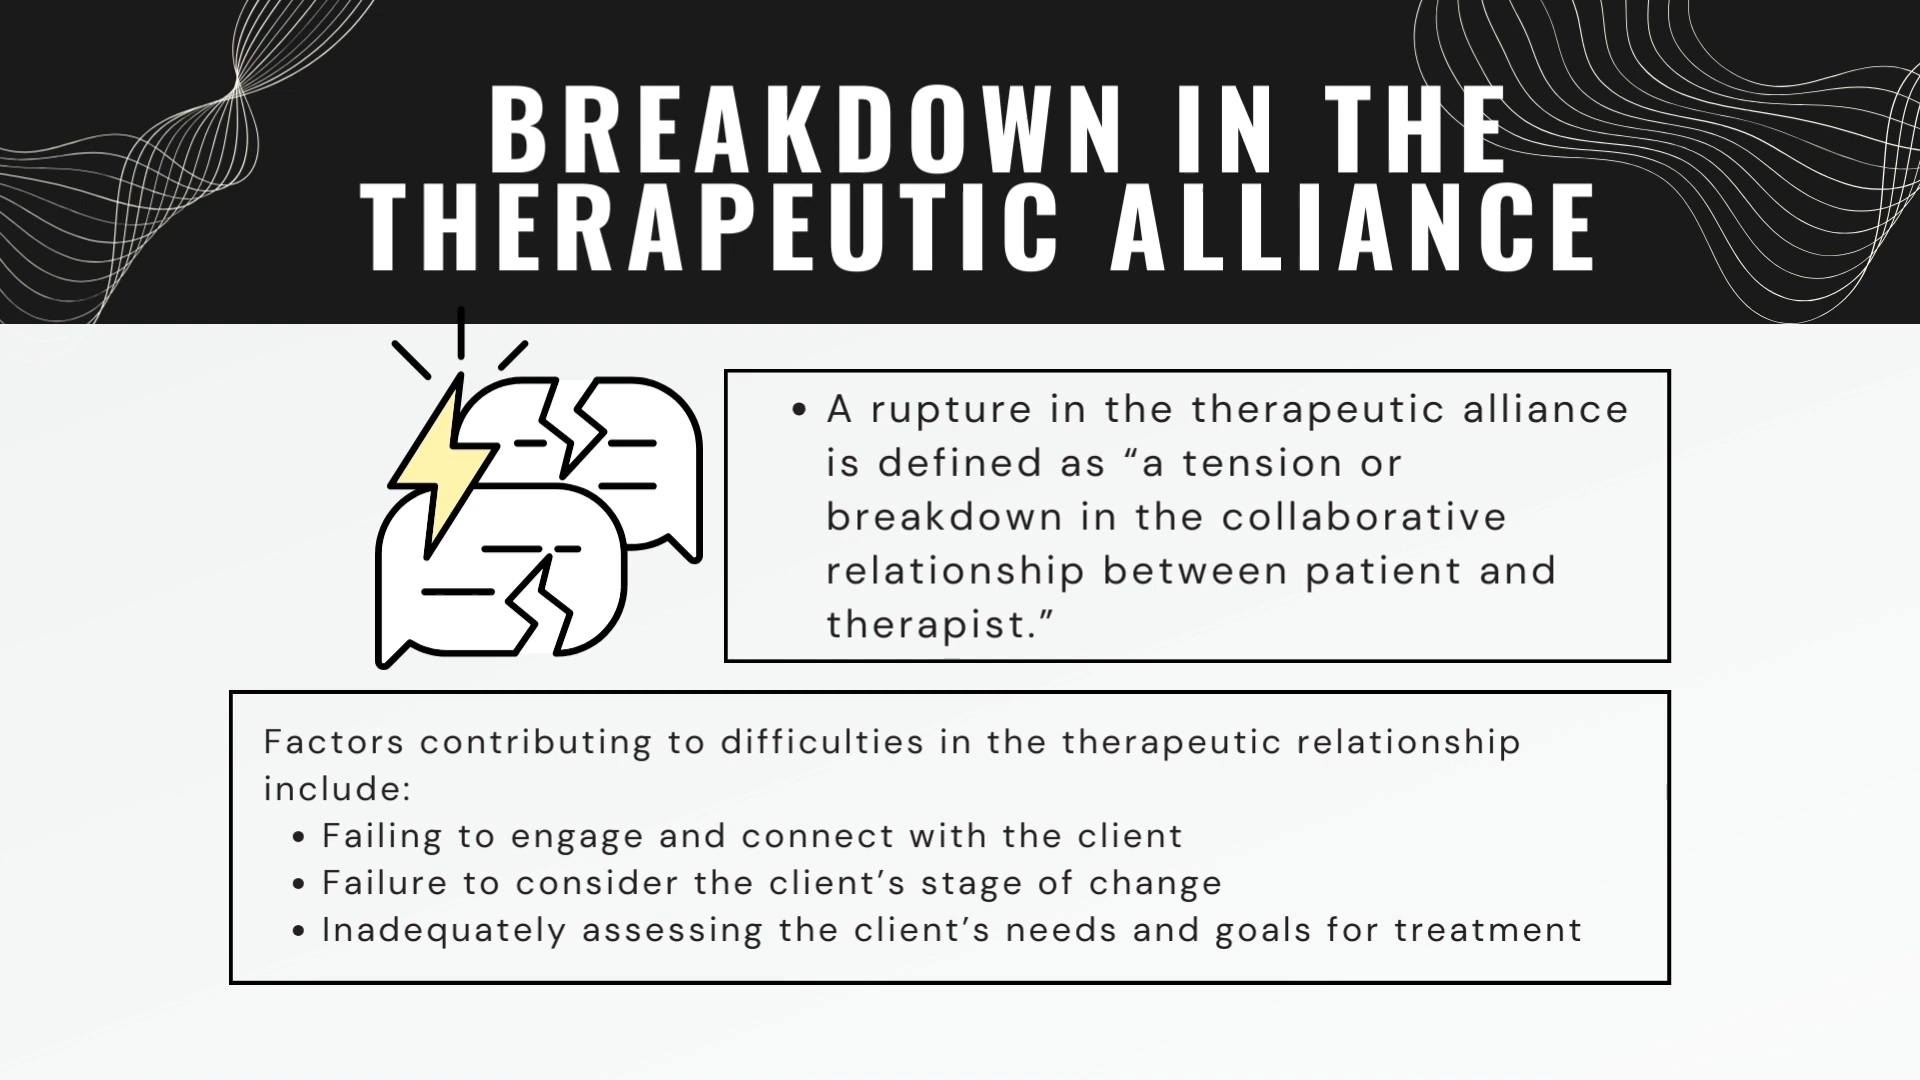 BREAKDOWN IN THE
THERAPEUTIC ALLIANCE
• A rupture in the therapeutic alliance
is defined as “a tension or
breakdown in the collaborative
relationship between patient and
therapist.”
Factors contributing to difficulties in the therapeutic relationship
include:
• Failing to engage and connect with the client
• Failure to consider the client’s stage of change
• Inadequately assessing the client’s needs and goals for treatment